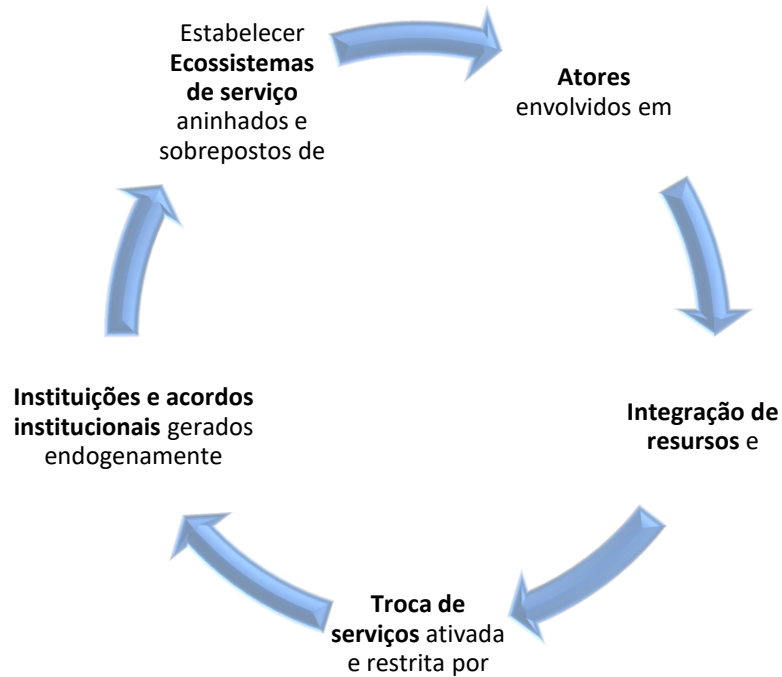 Estabelecer
Ecossistemas
de serviço
aninhados e
sobrepostos de
Atores
envolvidos em
Integração de
resursos e
Troca de
serviços ativada
e restrita por
Instituições e acordos
institucionais gerados
endogenamente